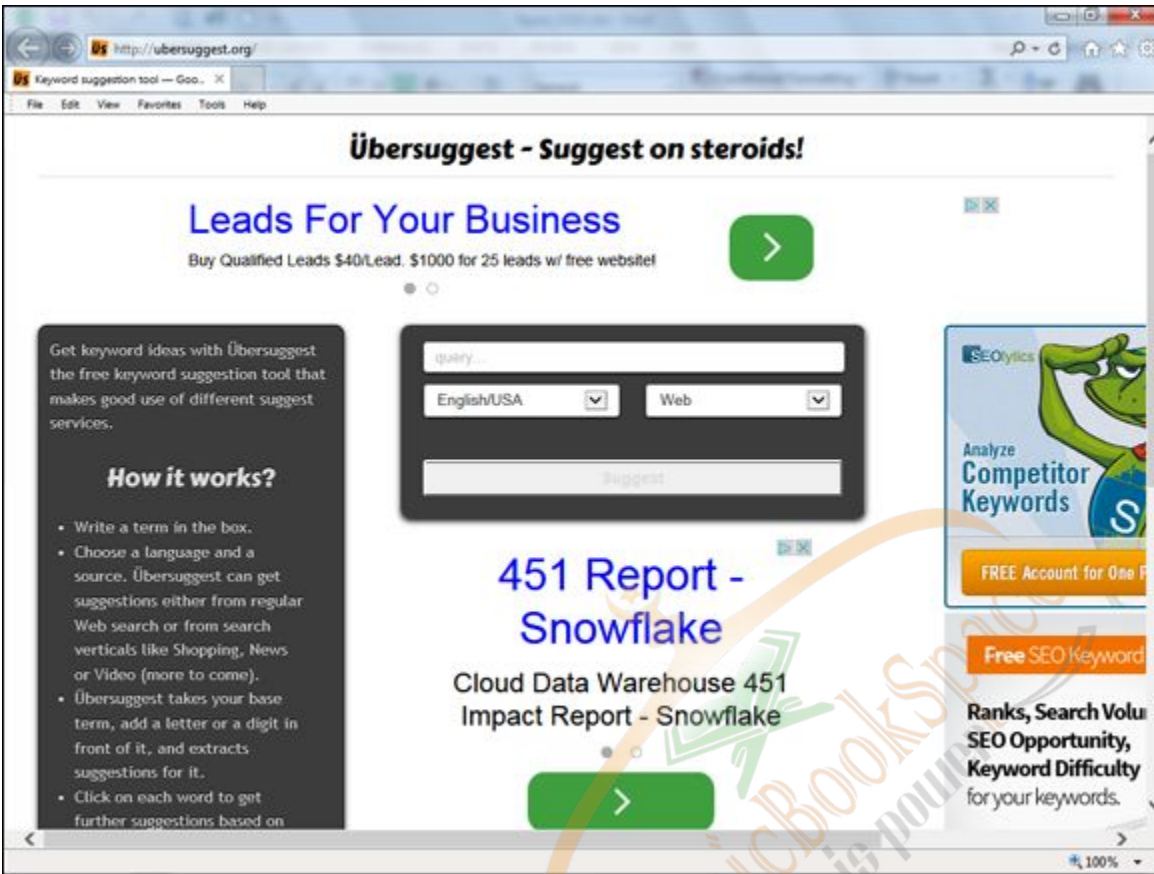 Us http://ubersuggest.org/
Us Keyword suggestion tool — Goo..
File Edit View Favorites Tools Help
Übersuggest - Suggest on steroids!
Leads For Your Business
Buy Qualified Leads $40/Lead. $1000 for 25 leads w/ free website!
Get keyword ideas with Übersuggest
the free keyword suggestion tool that
makes good use of different suggest
services.
How it works?
• Write a term in the box.
• Choose a language and a
source. Übersuggest can get
suggestions either from regular
Web search or from search
verticals like Shopping, News
or Video (more to come).
• Übersuggest takes your base
term, add a letter or a digit in
front of it, and extracts
suggestions for it.
• Click on each word to get
further suggestions based on
query...
English/USA Web
Suggest
451 Report -
Snowflake
Cloud Data Warehouse 451
Impact Report - Snowflake
SEOlytics
Analyze
Competitor
Keywords
S
FREE Account for One
Free SEO Keyword
Ranks, Search Volu
SEO Opportunity,
Keyword Difficulty
for your keywords.
is power
100%